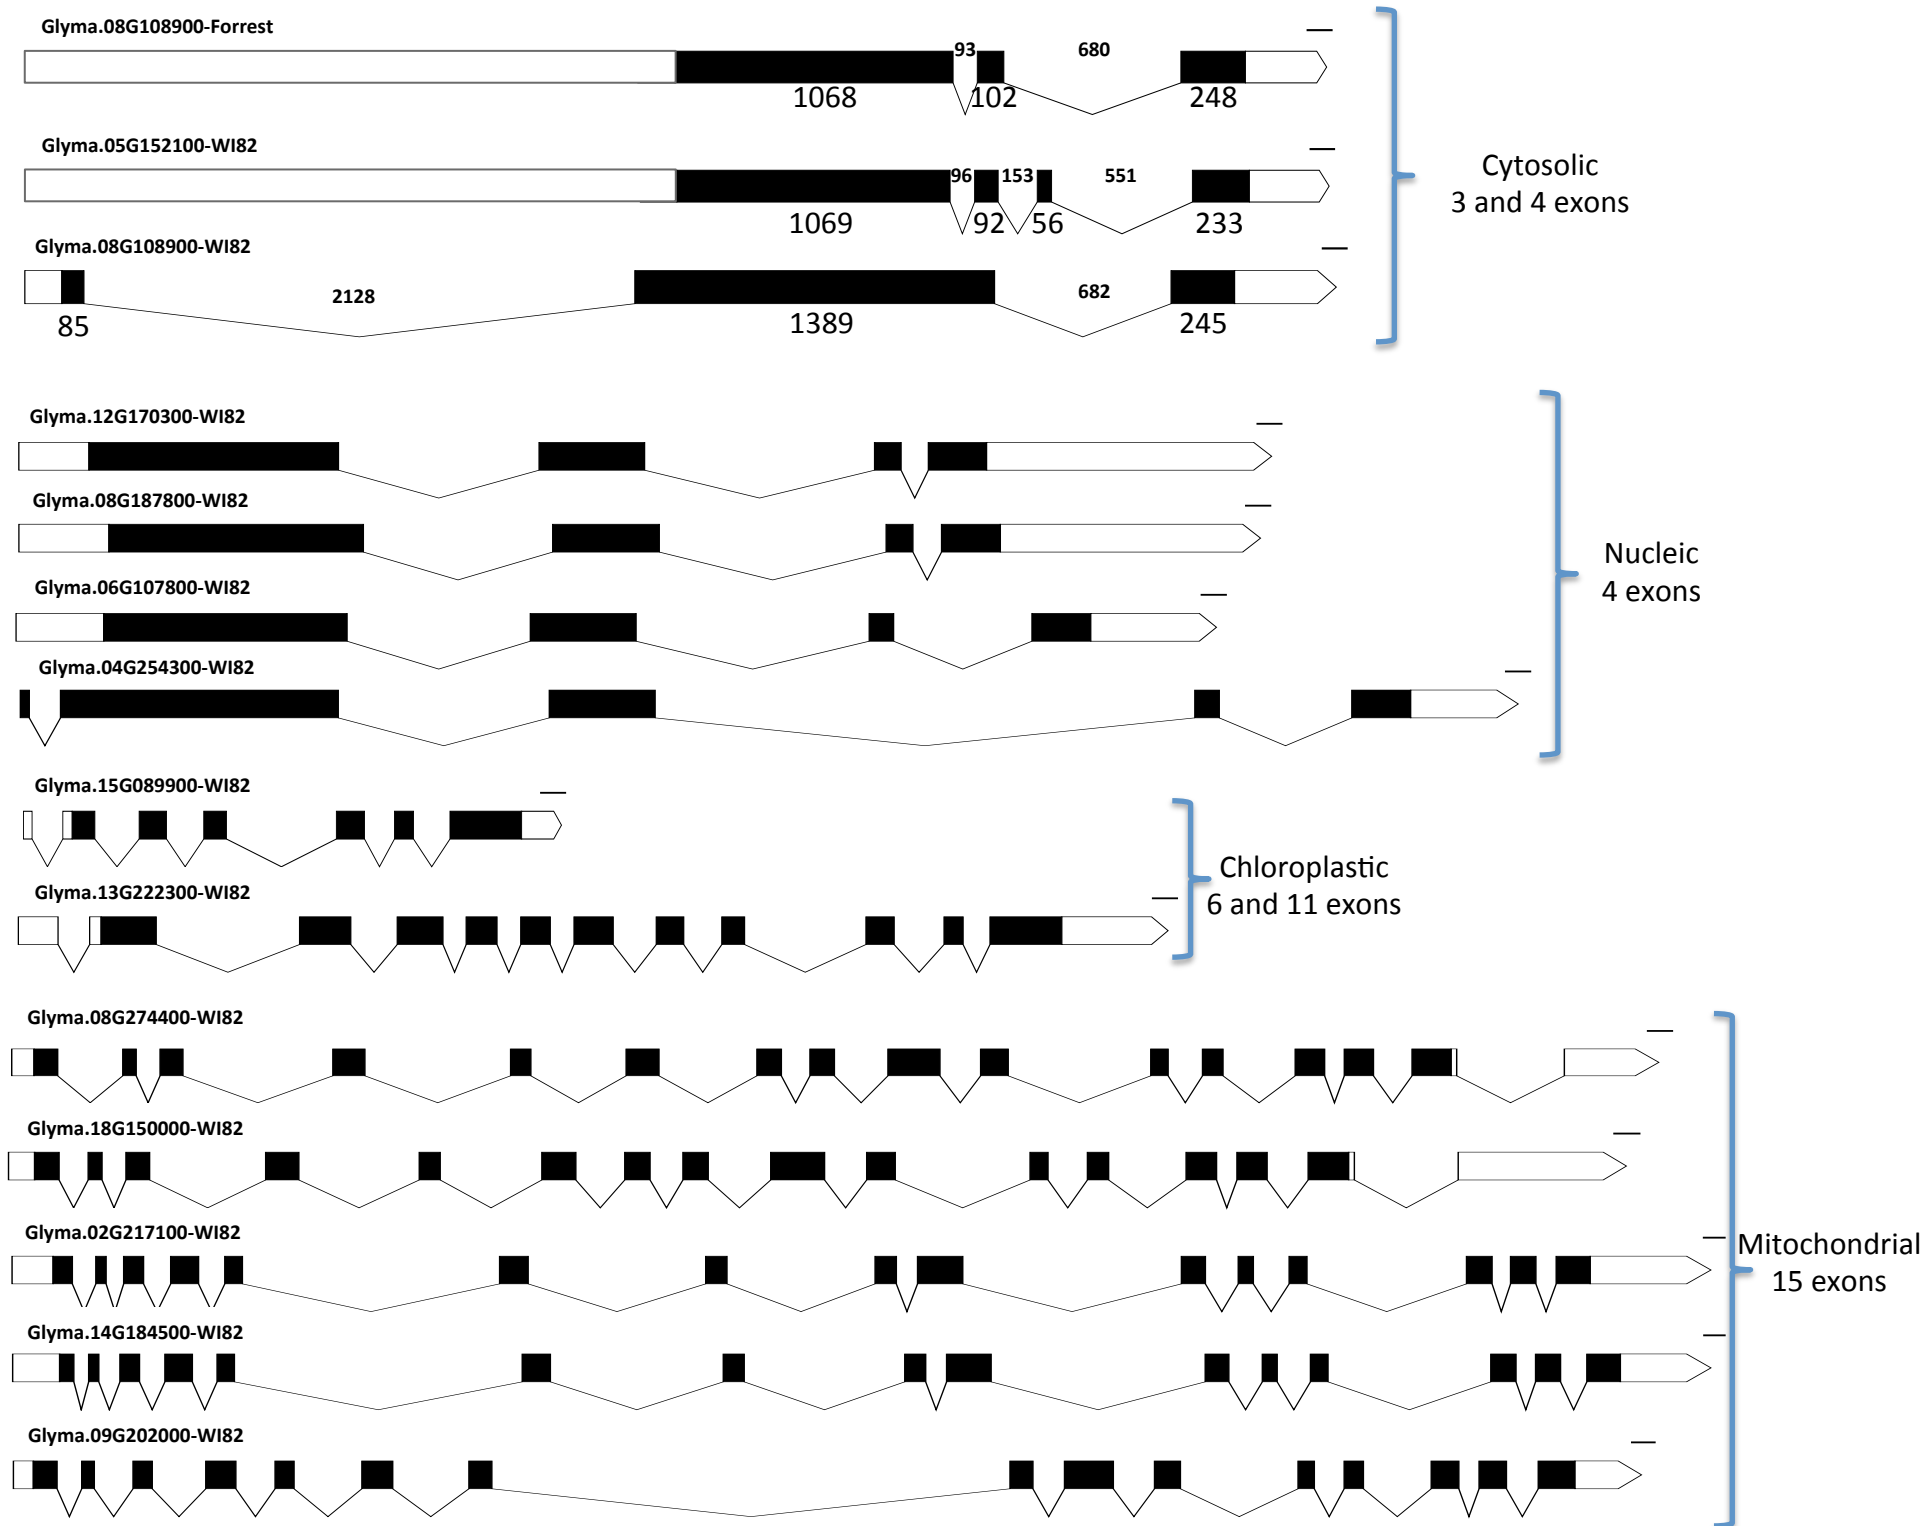 Glyma.08G108900-Forrest
93
680
1068
102
248
Glyma.05G152100-WI82
96
153
551
1069
92
56
233
Cytosolic
3 and 4 exons
Glyma.08G108900-WI82
2128
682
85
1389
245
Glyma.12G170300-WI82
Glyma.08G187800-WI82
Glyma.06G107800-WI82
Glyma.04G254300-WI82
Nucleic
4 exons
Glyma.15G089900-WI82
Glyma.13G222300-WI82
Chloroplastic
6 and 11 exons
Glyma.08G274400-WI82
Glyma.18G150000-WI82
Glyma.02G217100-WI82
Glyma.14G184500-WI82
Glyma.09G202000-WI82
Mitochondrial
15 exons